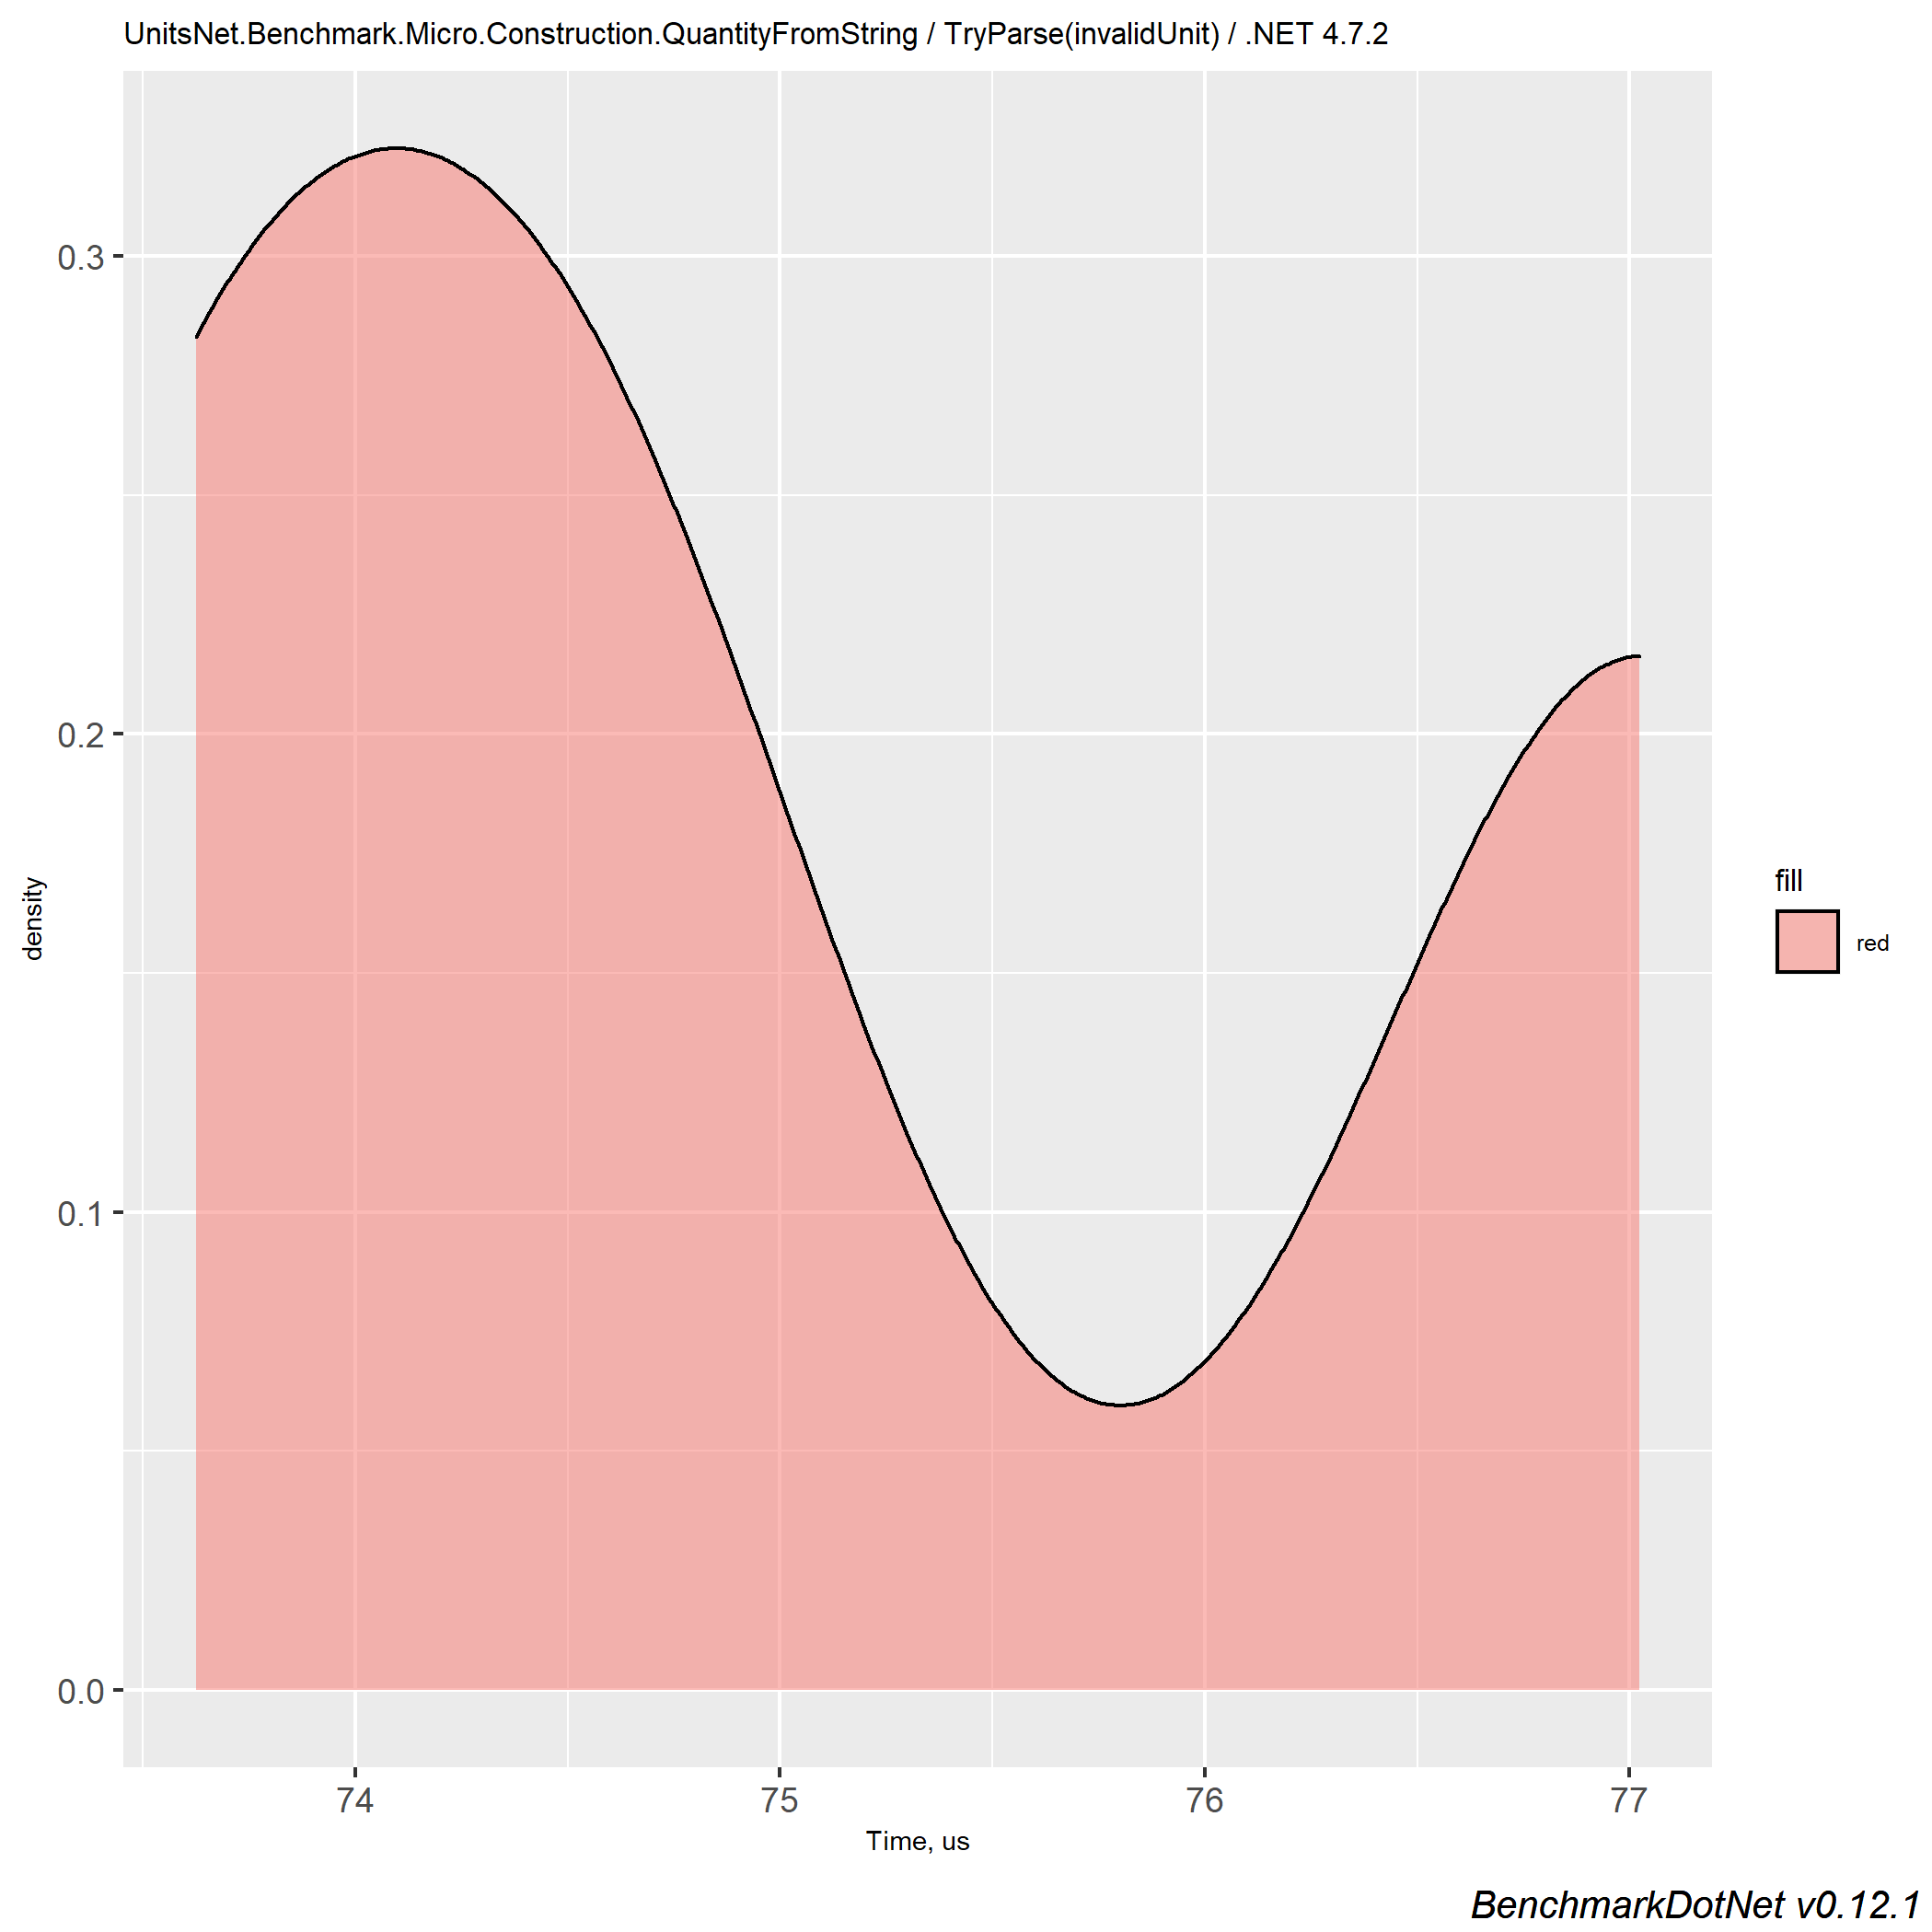 UnitsNet.Benchmark.Micro.Construction.QuantityFromString / TryParse(invalidUnit) / .NET 4.7.2
0.3
0.2
0.1
0.0
density
74 75 76 77
Time, us
fill
red
BenchmarkDotNet v0.12.1